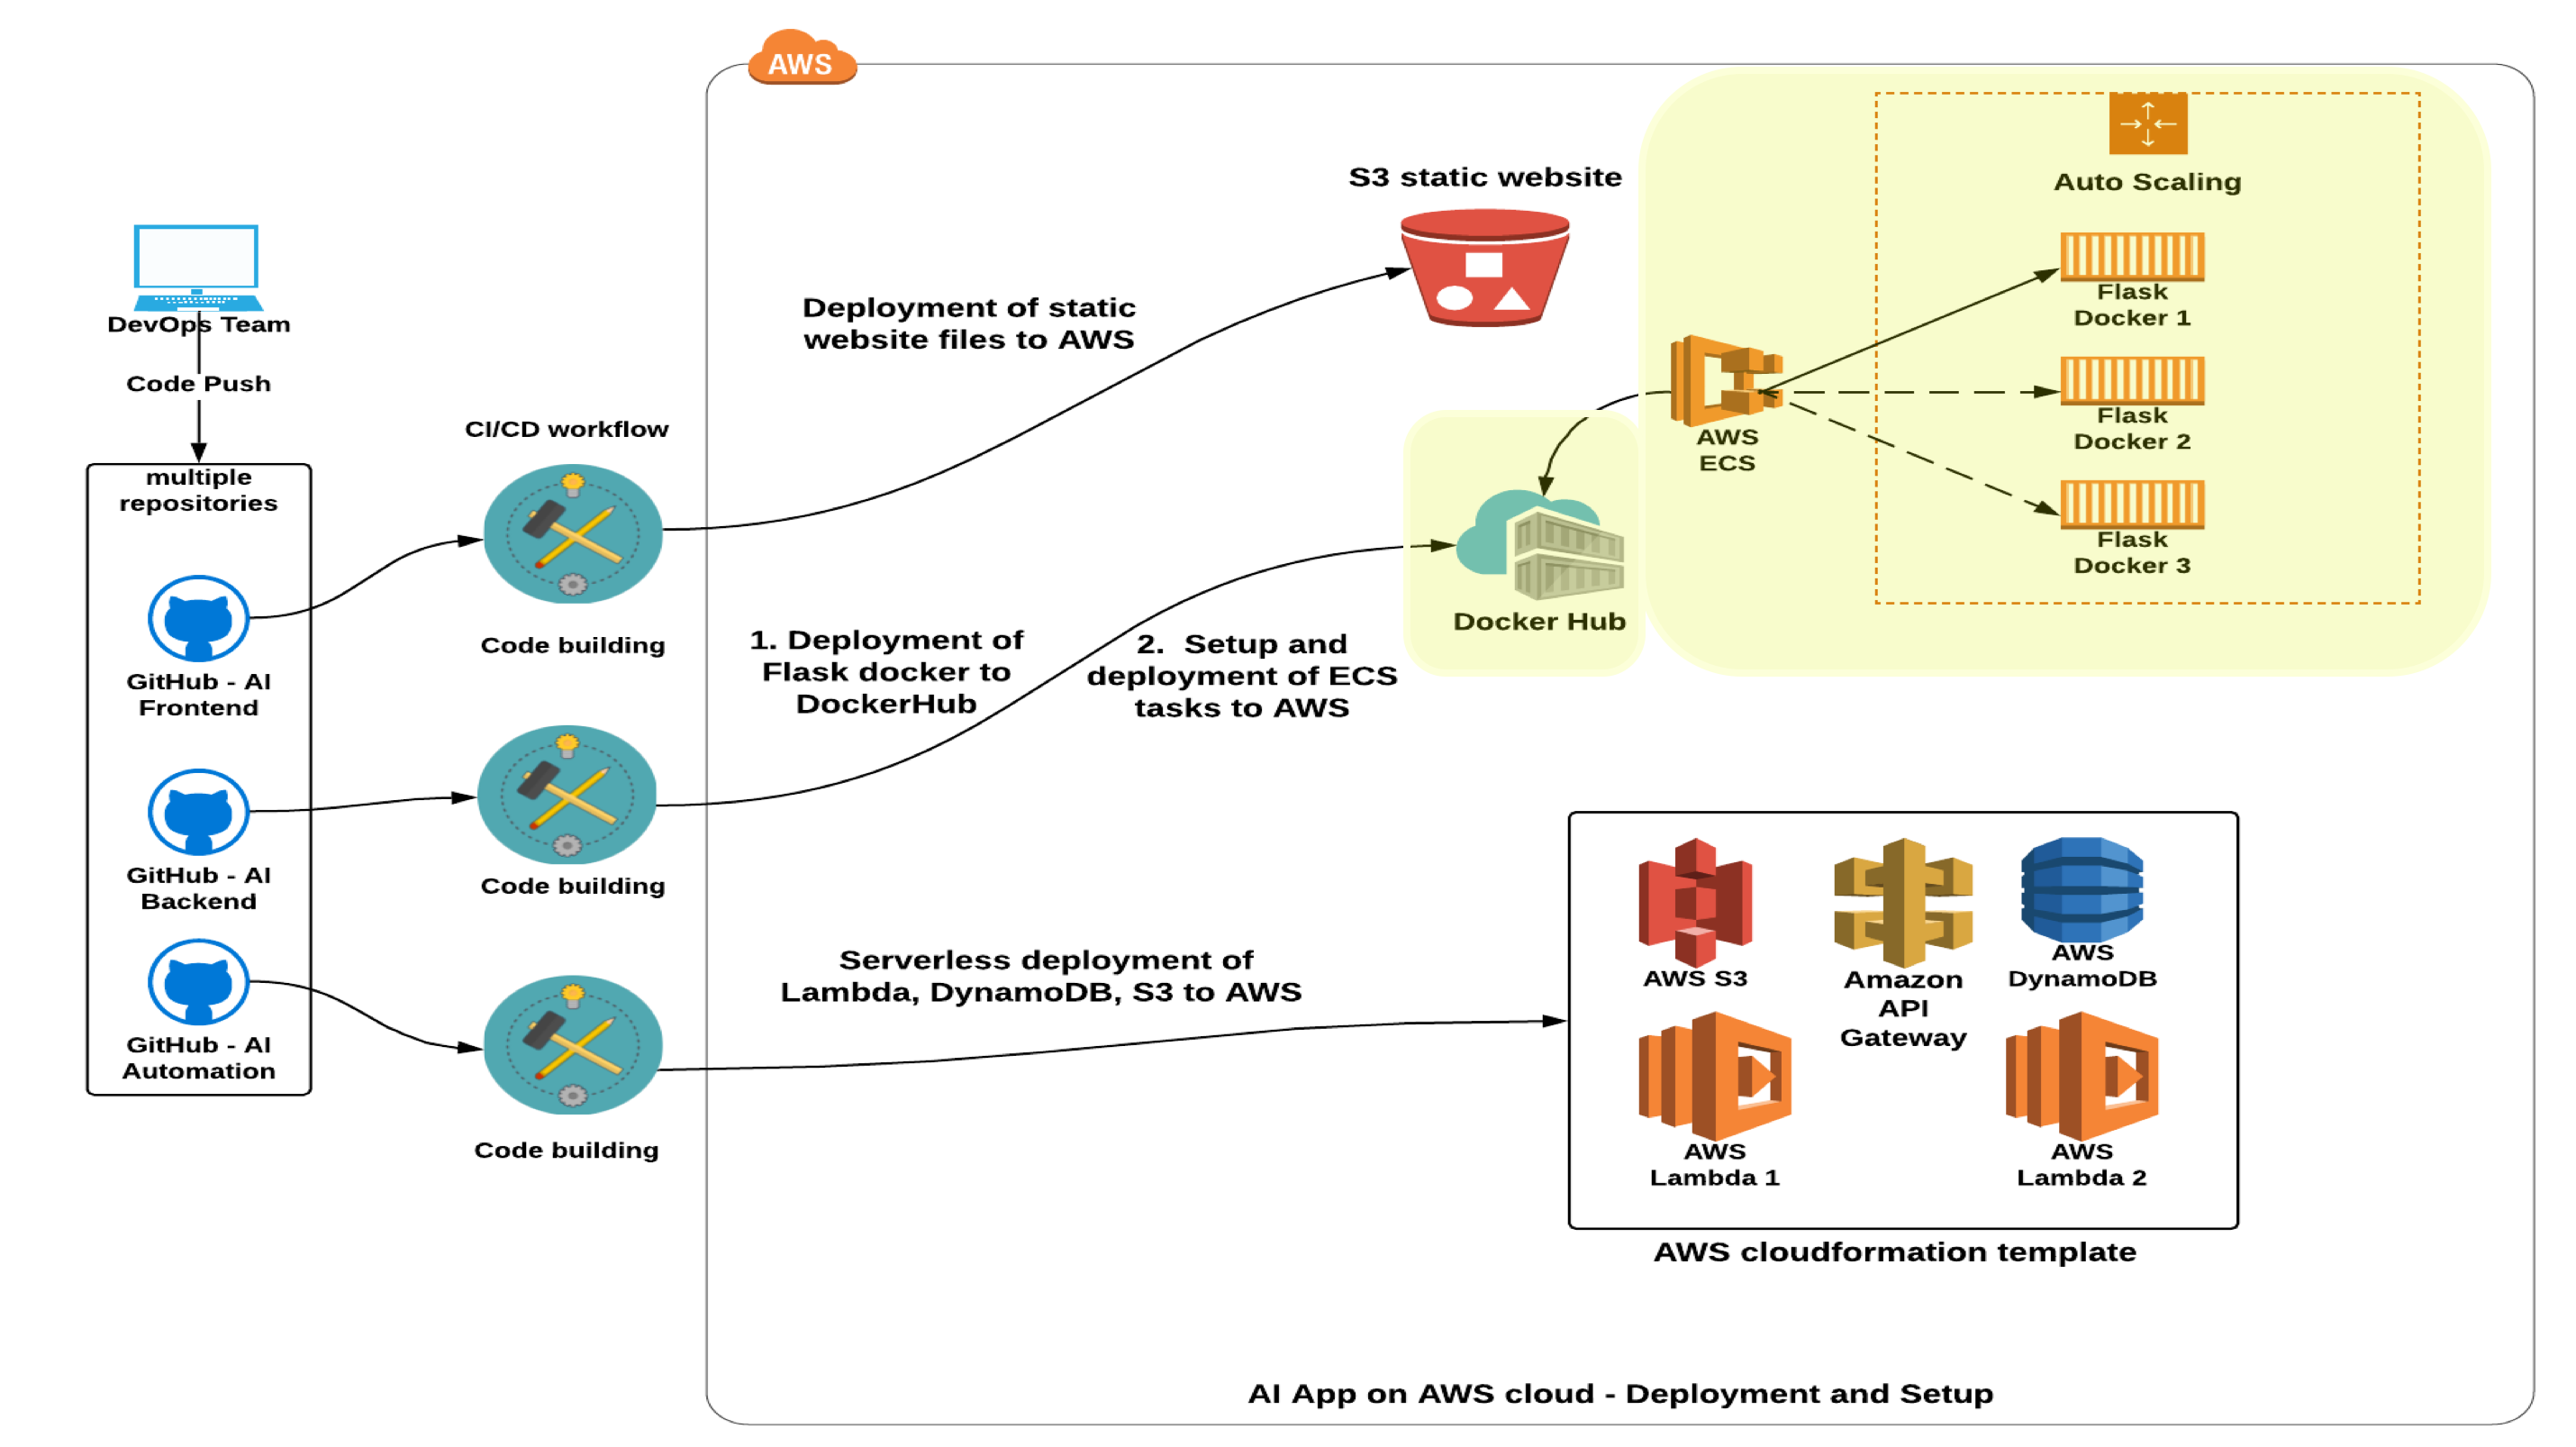 AWS
S3 static website
Auto Scaling
Flask
Docker 1
Flask
Docker 2
Flask
Docker 3
AWS
ECS
Docker Hub
DevOps Team
Code Push
multiple
repositories
GitHub - AI
Frontend
GitHub - AI
Backend
GitHub - AI
Automation
CI/CD workflow
Code building
Code building
Code building
Deployment of static
website files to AWS
1. Deployment of
Flask docker to
DockerHub
2. Setup and
deployment of ECS
tasks to AWS
Serverless deployment of
Lambda, DynamoDB, S3 to AWS
AWS S3
Amazon
API
Gateway
AWS
DynamoDB
AWS
Lambda 1
AWS
Lambda 2
AWS cloudformation template
AI App on AWS cloud - Deployment and Setup